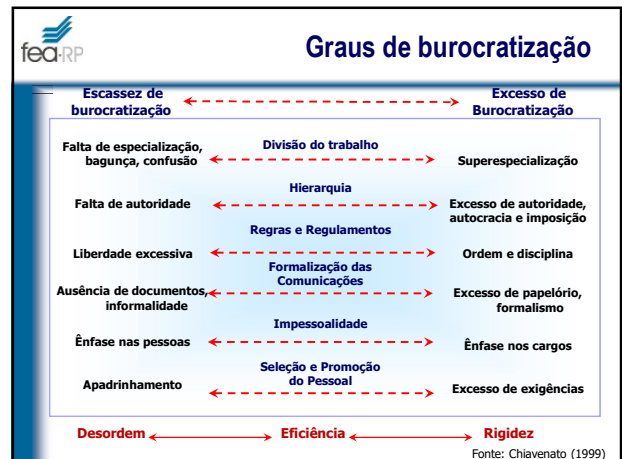 fea-RP
Graus de burocratização
Escassez de
burocratização
Excesso de
Burocratização
Divisão do trabalho
Falta de especialização,
bagunça, confusão
Superespecialização
Hierarquia
Falta de autoridade
Excesso de autoridade,
autocracia e imposição
Regras e Regulamentos
Liberdade excessiva
Ordem e disciplina
Formalização das
Comunicações
Ausência de documentos,
informalidade
Excesso de papelório,
formalismo
Impessoalidade
Ênfase nas pessoas
Ênfase nos cargos
Seleção e Promoção
do Pessoal
Apadrinhamento
Excesso de exigências
Desordem
Eficiência
Rigidez
Fonte: Chiavenato (1999)